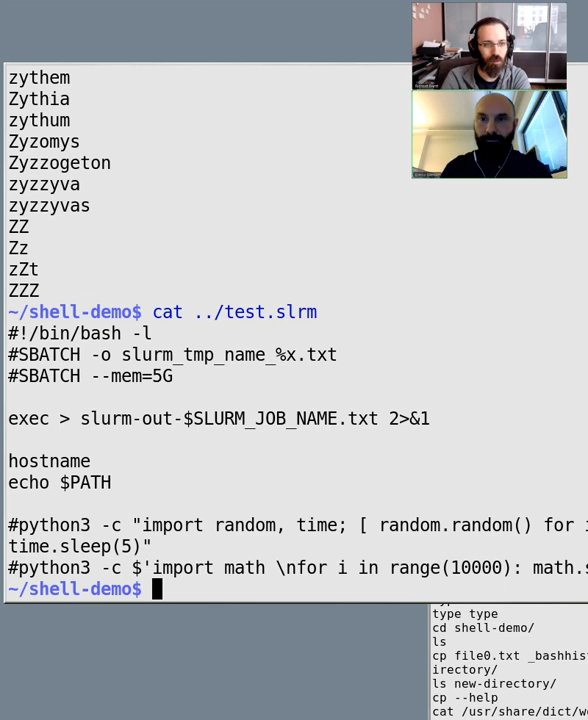 zythem
Zythia
zythum
Zyzomys
Zyzzogeton
zyzzyva
zyzzyvas
ZZ
Zz
zZt
ZZZ
~/shell-demo$ cat ../test.slrm
#!/bin/bash -l
#SBATCH -o slurm_tmp_name_%x.txt
#SBATCH --mem=5G
exec > slurm-out-$SLURM_JOB_NAME.txt 2>&1
hostname
echo $PATH
#python3 -c "import random, time; [ random.random() for i
time.sleep(5)"
#python3 -c $'import math \nfor i in range(10000): math.s
~/shell-demo$
type type
cd shell-demo/
ls
cp file0.txt _bashhis
irectory/
ls new-directory/
cp --help
cat /usr/share/dict/w